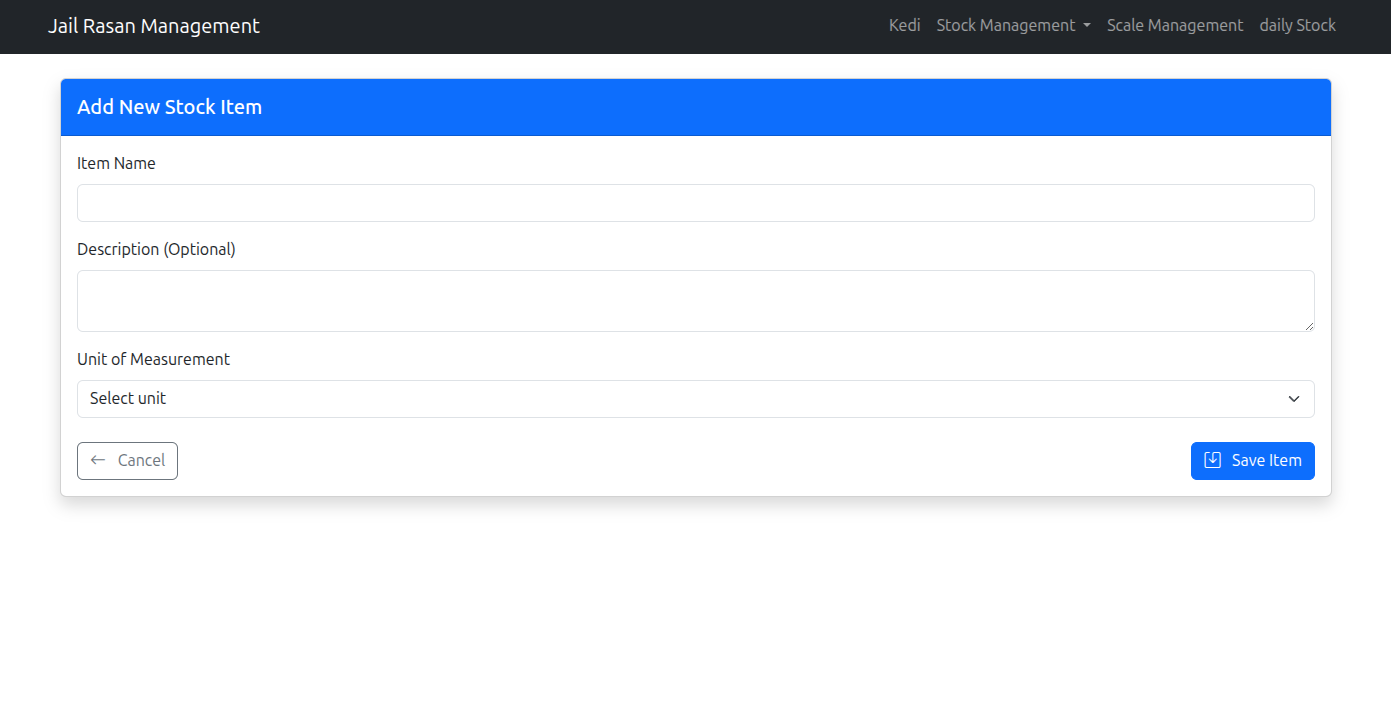 Jail Rasan Management
Kedi Stock Management Scale Management daily Stock
Add New Stock Item
Item Name
Description (Optional)
Unit of Measurement
Select unit
Cancel
Save Item